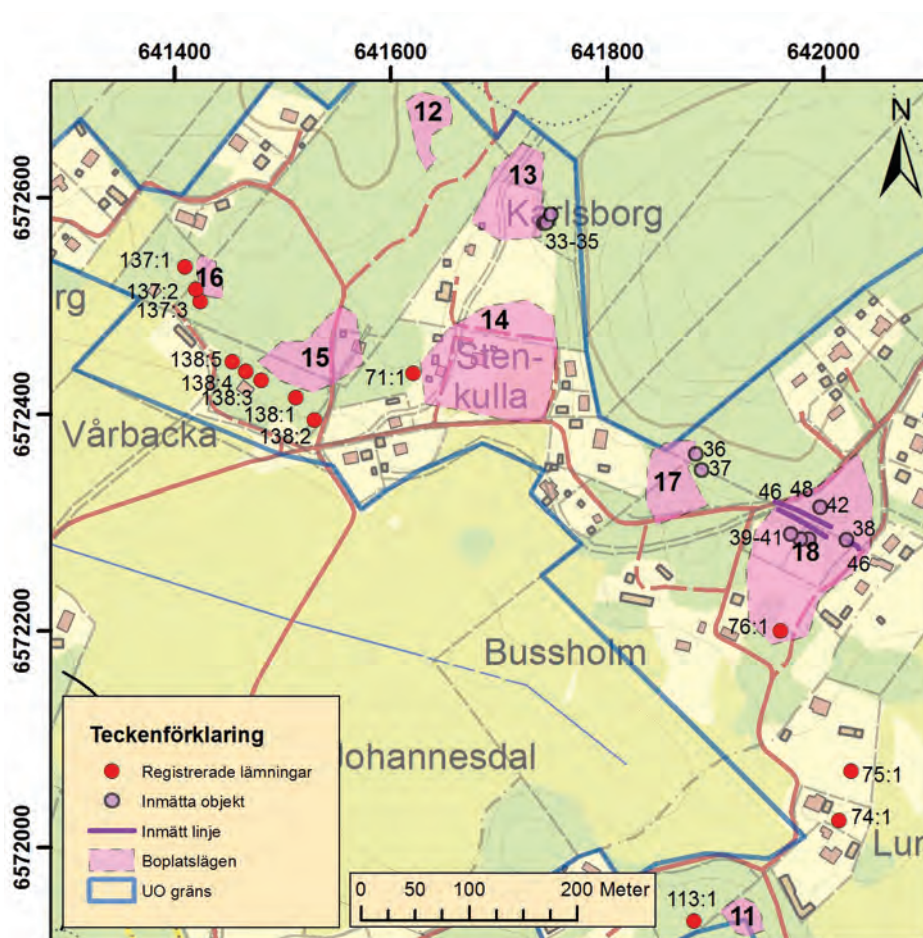 641400 641600 641800 642000
N
6572600
6572400
6572200
6572000
12
13
Karlsborg
33-35
137:1
16
137:2
rg
137:3
14
Sten-
kulla
15
71:1
138:5
138:4
138:3
138:1
138:2
Vårbacka
36
37
17
46 48
42
39-41
38
18
46
76:1
Bussholm
Johannesdal
75:1
74:1
Lur
113:1
11
Teckenförklaring
Registrerade lämningar
Inmätta objekt
Inmätt linje
Boplatslägen
UO gräns
0 50 100 200 Meter